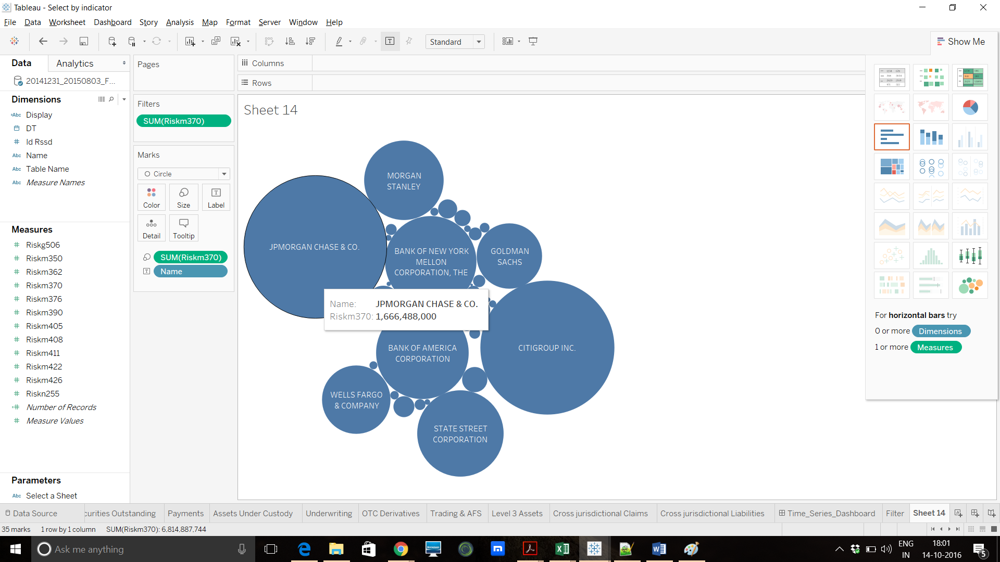 Tableau - Select by indicator
File Data Worksheet Dashboard Story Analysis Map Format Server Window Help
Standard
Show Me
Data Analytics
20141231_20150803_F...
Dimensions
Abc Display
DT
Id Rssd
Abc Name
Abc Table Name
Abc Measure Names
Measures
Riskg506
Riskm350
Riskm362
Riskm370
Riskm376
Riskm390
Riskm405
Riskm408
Riskm411
Riskm422
Riskm426
Riskn255
Number of Records
Measure Values
Parameters
Abc Select a Sheet
Pages
Filters
SUM(Riskm370)
Marks
Circle
Color Size Label
Detail Tooltip
SUM(Riskm370)
Name
Columns
Rows
Sheet 14
MORGAN
STANLEY
JPMORGAN CHASE & CO.
BANK OF NEW YORK
MELLON
CORPORATION, THE
GOLDMAN
SACHS
Name: JPMORGAN CHASE & CO.
Riskm370: 1,666,488,000
BANK OF AMERICA
CORPORATION
CITIGROUP INC.
WELLS FARGO
& COMPANY
STATE STREET
CORPORATION
For horizontal bars try
0 or more Dimensions
1 or more Measures
Data Source curities Outstanding Payments Assets Under Custody Underwriting OTC Derivatives Trading & AFS Level 3 Assets Cross jurisdictional Claims Cross jurisdictional Liabilities Time_Series_Dashboard Filter Sheet 14
35 marks 1 row by 1 column SUM(Riskm370): 6,814,887,744
Ask me anything
ENG
IN
18:01
14-10-2016
5